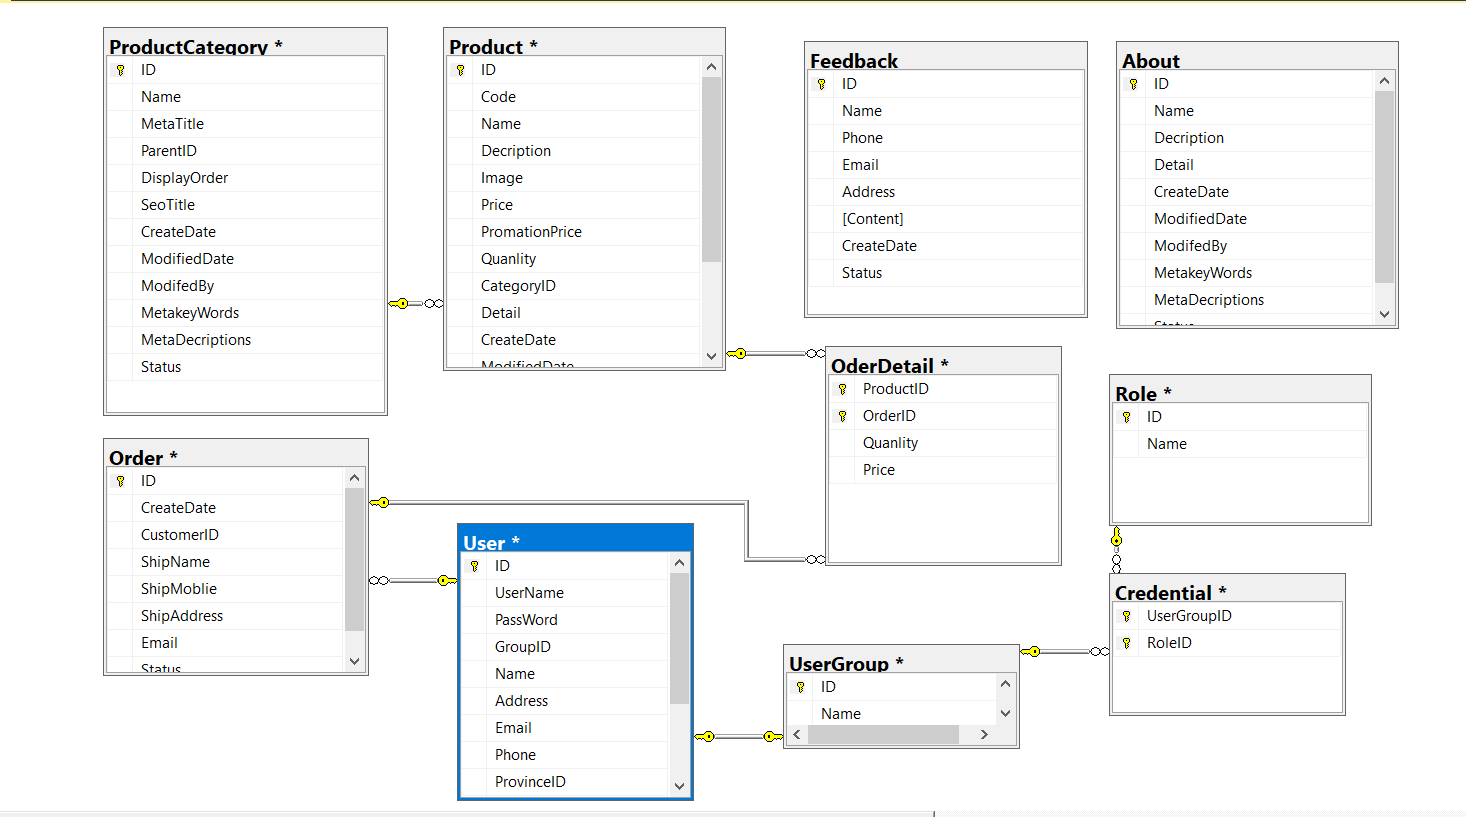 ProductCategory *
ID
Name
MetaTitle
ParentID
DisplayOrder
SeoTitle
CreateDate
ModifiedDate
ModifedBy
MetakeyWords
MetaDecriptions
Status
Product *
ID
Code
Name
Decription
Image
Price
PromationPrice
Quanlity
CategoryID
Detail
CreateDate
ModifiedDate
Feedback
ID
Name
Phone
Email
Address
[Content]
CreateDate
Status
About
ID
Name
Decription
Detail
CreateDate
ModifiedDate
ModifedBy
MetakeyWords
MetaDecriptions
Status
OderDetail *
ProductID
OrderID
Quanlity
Price
Role *
ID
Name
Order *
ID
CreateDate
CustomerID
ShipName
ShipMoblie
ShipAddress
Email
Status
User *
ID
UserName
PassWord
GroupID
Name
Address
Email
Phone
ProvinceID
UserGroup *
ID
Name
Credential *
UserGroupID
RoleID